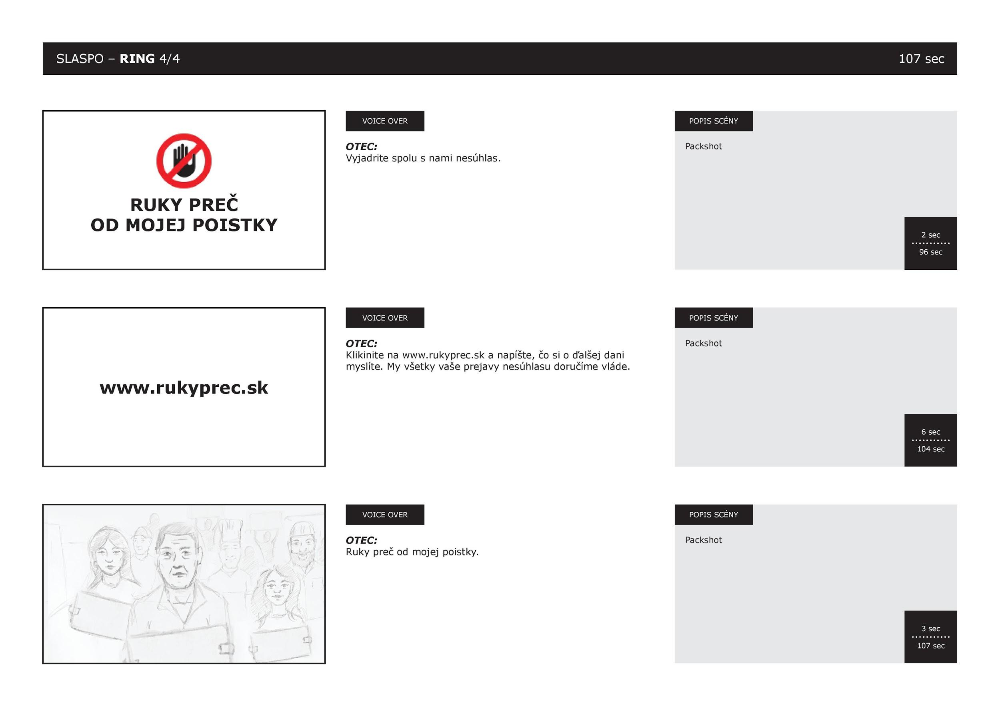 SLASPO – RING 4/4
107 sec
RUKY PREČ
OD MOJEJ POISTKY
VOICE OVER
OTEC:
Vyjadrite spolu s nami nesúhlas.
POPIS SCÉNY
Packshot
2 sec
96 sec
www.rukyprec.sk
VOICE OVER
OTEC:
Klikinite na www.rukyprec.sk a napíšte, čo si o ďalšej dani
myslíte. My všetky vaše prejavy nesúhlasu doručíme vláde.
POPIS SCÉNY
Packshot
6 sec
104 sec
VOICE OVER
OTEC:
Ruky preč od mojej poistky.
POPIS SCÉNY
Packshot
3 sec
107 sec